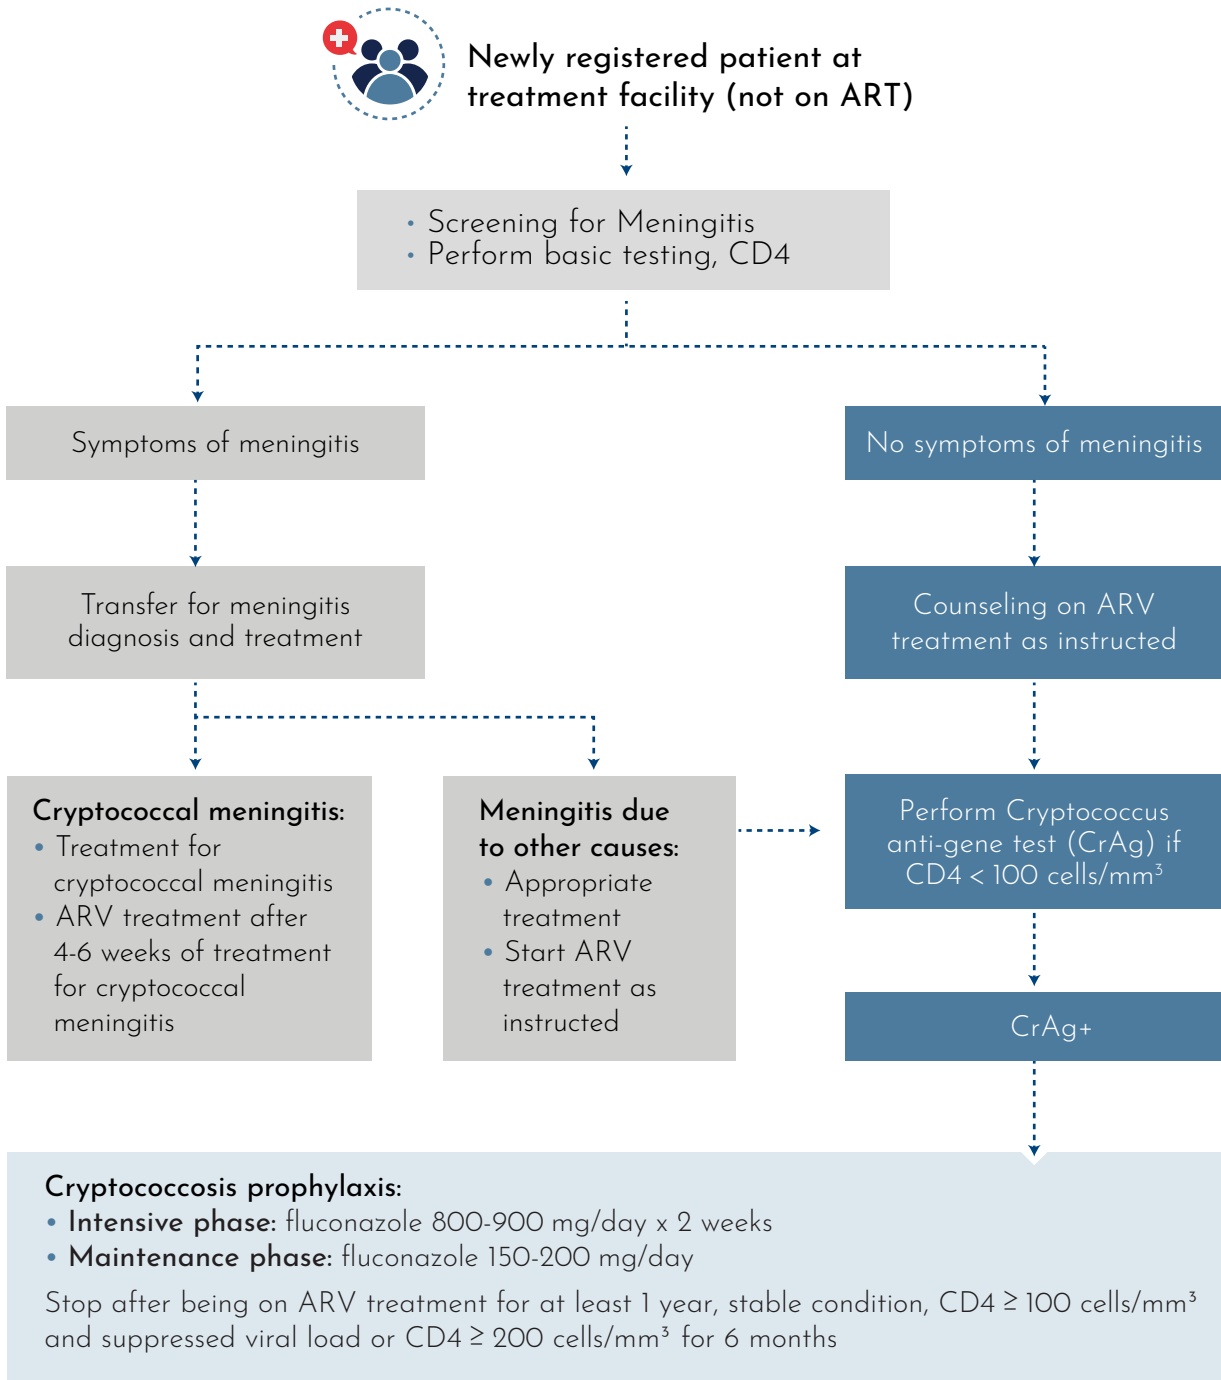 Newly registered patient at
treatment facility (not on ART)
• Screening for Meningitis
• Perform basic testing, CD4
Symptoms of meningitis
No symptoms of meningitis
Transfer for meningitis
diagnosis and treatment
Counseling on ARV
treatment as instructed
Cryptococcal meningitis:
• Treatment for
cryptococcal meningitis
• ARV treatment after
4-6 weeks of treatment
for cryptococcal
meningitis
Meningitis due
to other causes:
• Appropriate
treatment
• Start ARV
treatment as
instructed
Perform Cryptococcus
anti-gene test (CrAg) if
CD4 < 100 cells/mm³
CrAg+
Cryptococcosis prophylaxis:
• Intensive phase: fluconazole 800-900 mg/day x 2 weeks
• Maintenance phase: fluconazole 150-200 mg/day
Stop after being on ARV treatment for at least 1 year, stable condition, CD4 ≥ 100 cells/mm³
and suppressed viral load or CD4 ≥ 200 cells/mm³ for 6 months